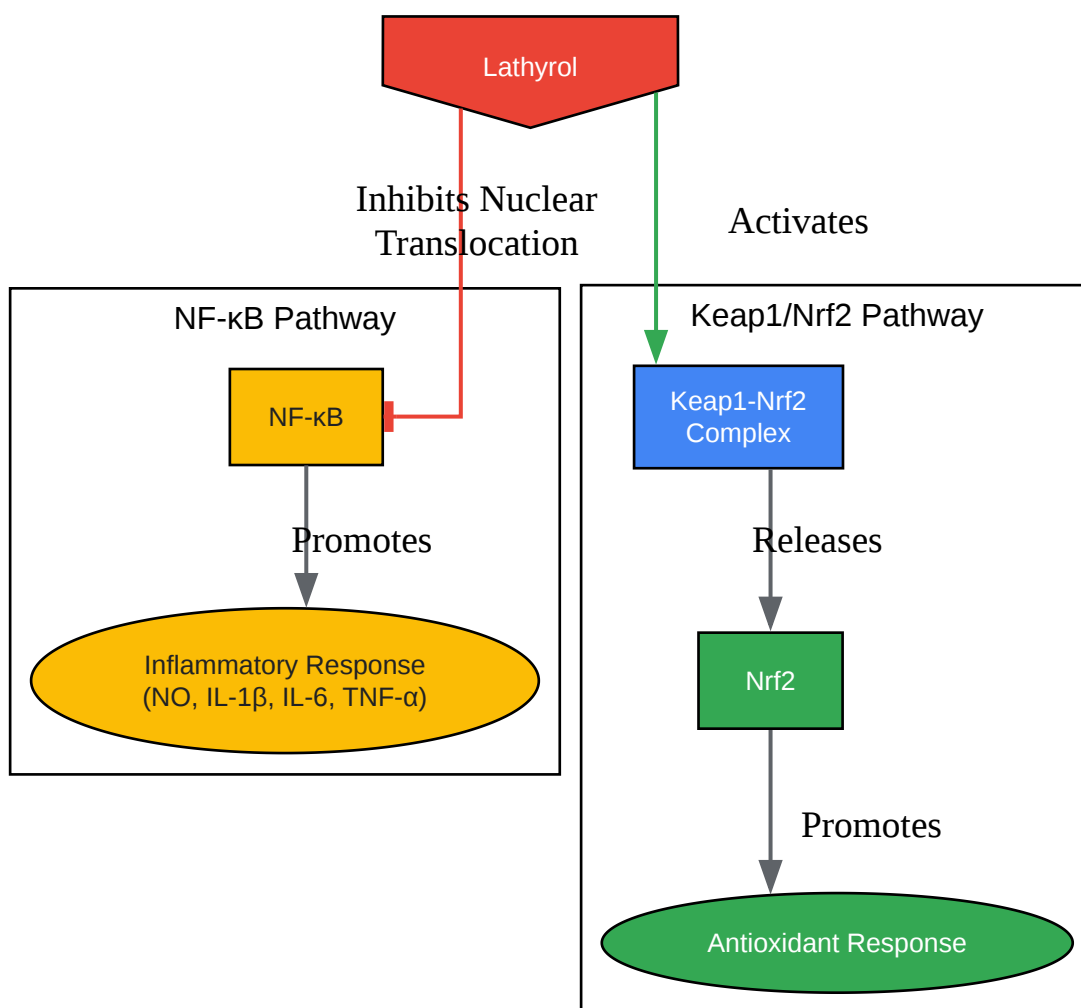 Lathyrol
Inhibits Nuclear
Translocation
Activates
NF-κB Pathway
NF-κB
Promotes
Inflammatory Response
(NO, IL-1β, IL-6, TNF-α)
Keap1/Nrf2 Pathway
Keap1-Nrf2
Complex
Releases
Nrf2
Promotes
Antioxidant Response